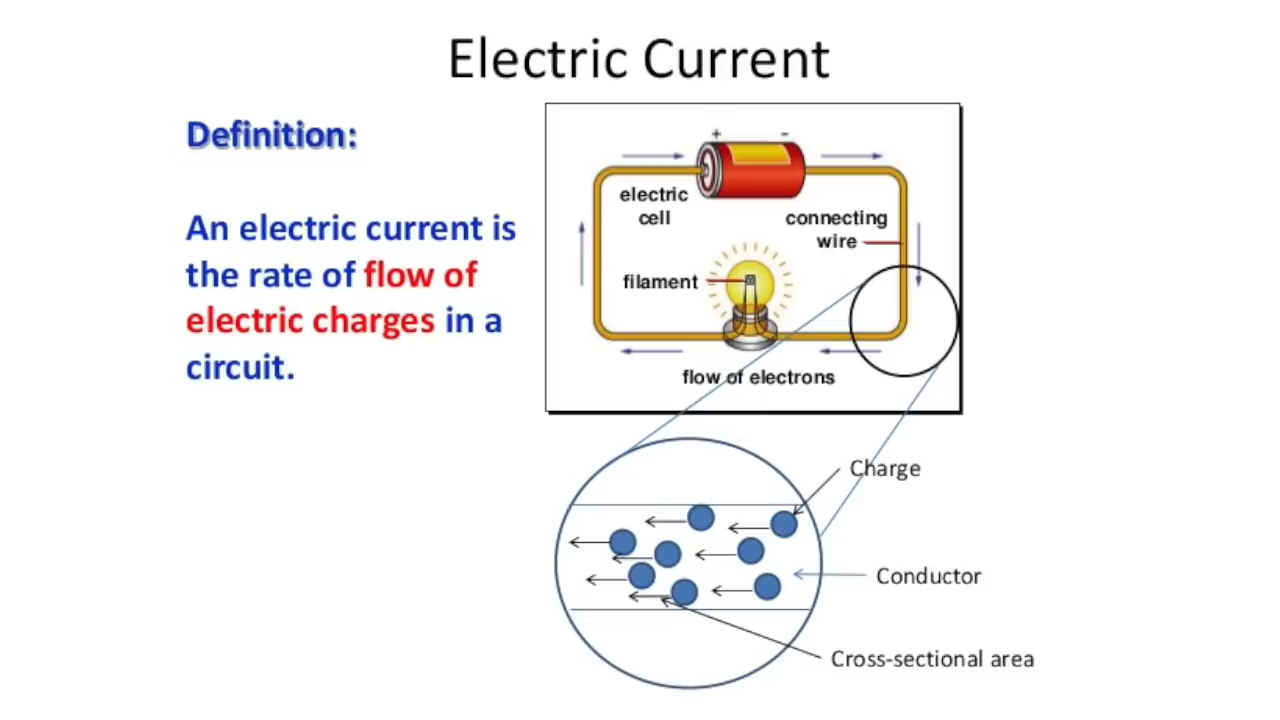 Electric Current
Definition:
An electric current is
the rate of flow of
electric charges in a
circuit.
+ -
electric
cell
connecting
wire
filament
flow of electrons
Charge
Conductor
Cross-sectional area